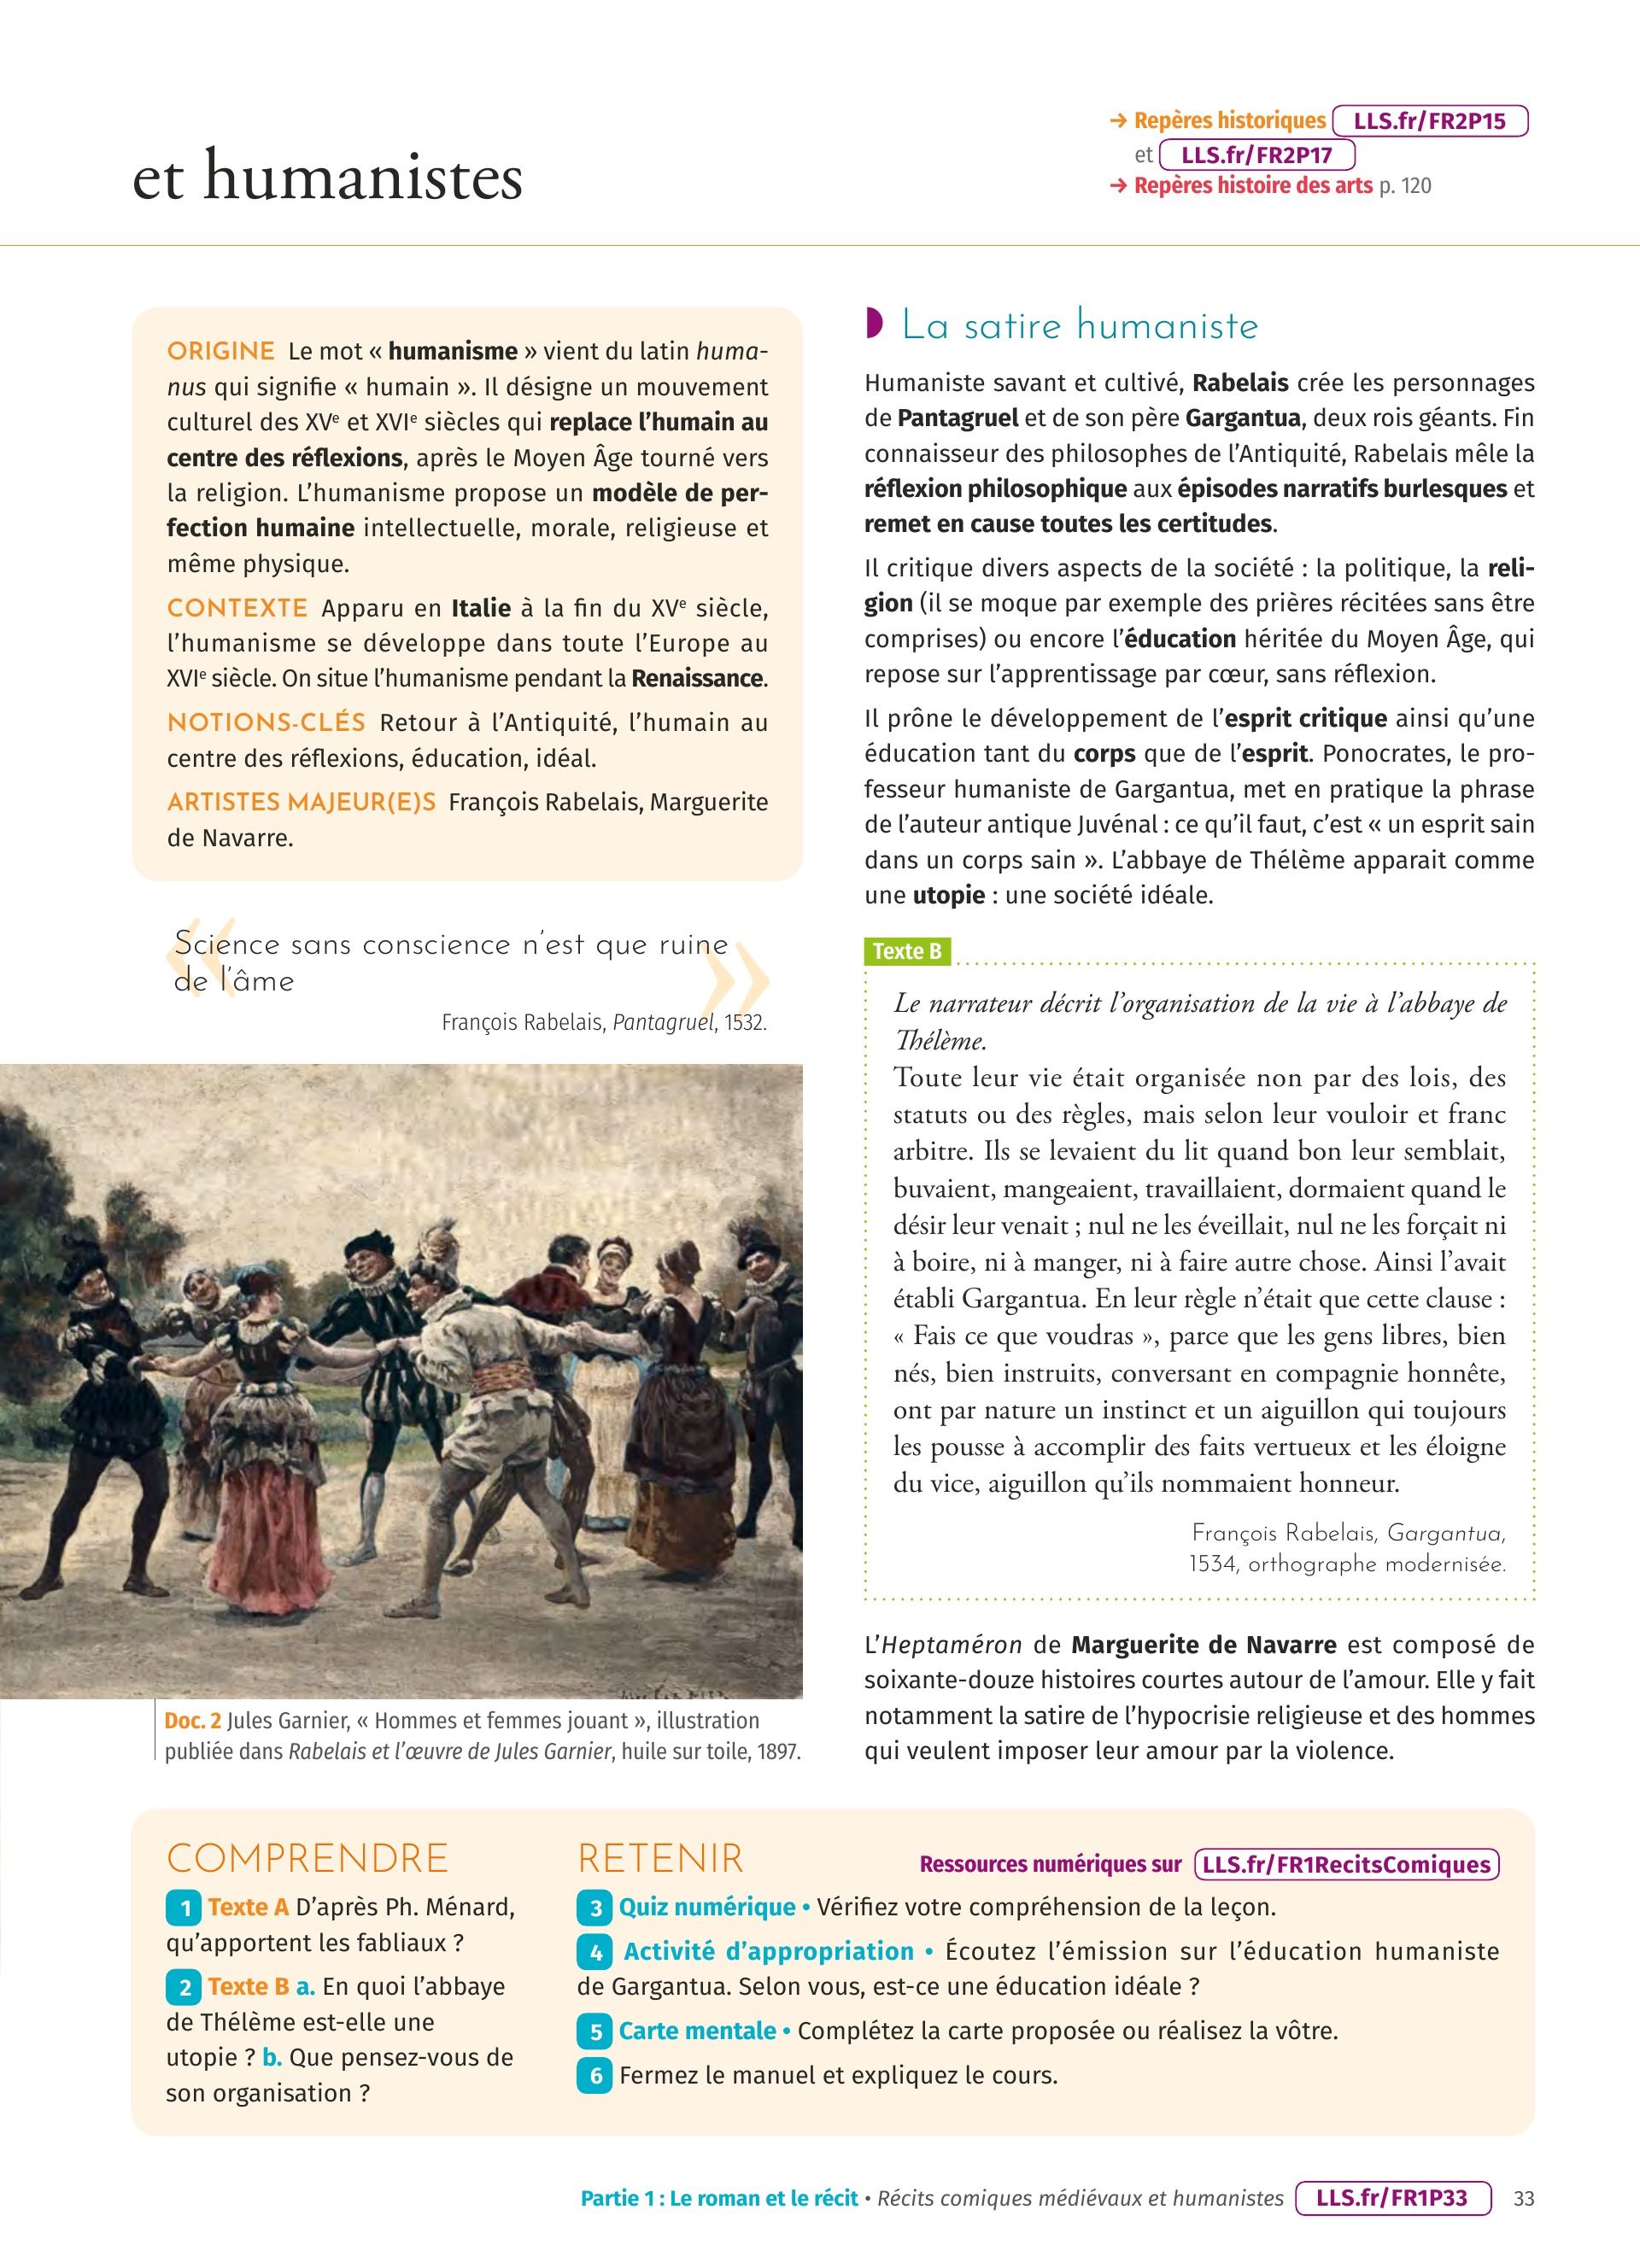 et humanistes
→ Repères historiques LLS.fr/FR2P15
et LLS.fr/FR2P17
→ Repères histoire des arts p. 120
ORIGINE Le mot « humanisme » vient du latin huma-
nus qui signifie « humain ». Il désigne un mouvement
culturel des XVe et XVIe siècles qui replace l’humain au
centre des réflexions, après le Moyen Âge tourné vers
la religion. L’humanisme propose un modèle de per-
fection humaine intellectuelle, morale, religieuse et
même physique.
CONTEXTE Apparu en Italie à la fin du XVe siècle,
l’humanisme se développe dans toute l’Europe au
XVIe siècle. On situe l’humanisme pendant la Renaissance.
NOTIONS-CLÉS Retour à l’Antiquité, l’humain au
centre des réflexions, éducation, idéal.
ARTISTES MAJEUR(E)S François Rabelais, Marguerite
de Navarre.
« Science sans conscience n’est que ruine
de l’âme »
François Rabelais, Pantagruel, 1532.
Doc. 2 Jules Garnier, « Hommes et femmes jouant », illustration
publiée dans Rabelais et l’œuvre de Jules Garnier, huile sur toile, 1897.
La satire humaniste
Humaniste savant et cultivé, Rabelais crée les personnages
de Pantagruel et de son père Gargantua, deux rois géants. Fin
connaisseur des philosophes de l’Antiquité, Rabelais mêle la
réflexion philosophique aux épisodes narratifs burlesques et
remet en cause toutes les certitudes.
Il critique divers aspects de la société : la politique, la reli-
gion (il se moque par exemple des prières récitées sans être
comprises) ou encore l’éducation héritée du Moyen Âge, qui
repose sur l’apprentissage par cœur, sans réflexion.
Il prône le développement de l’esprit critique ainsi qu’une
éducation tant du corps que de l’esprit. Ponocrates, le pro-
fesseur humaniste de Gargantua, met en pratique la phrase
de l’auteur antique Juvénal : ce qu’il faut, c’est « un esprit sain
dans un corps sain ». L’abbaye de Thélème apparait comme
une utopie : une société idéale.
Texte B
Le narrateur décrit l’organisation de la vie à l’abbaye de
Thélème.
Toute leur vie était organisée non par des lois, des
statuts ou des règles, mais selon leur vouloir et franc
arbitre. Ils se levaient du lit quand bon leur semblait,
buvaient, mangeaient, travaillaient, dormaient quand le
désir leur venait ; nul ne les éveillait, nul ne les forçait ni
à boire, ni à manger, ni à faire autre chose. Ainsi l’avait
établi Gargantua. En leur règle n’était que cette clause :
« Fais ce que voudras », parce que les gens libres, bien
nés, bien instruits, conversant en compagnie honnête,
ont par nature un instinct et un aiguillon qui toujours
les pousse à accomplir des faits vertueux et les éloigne
du vice, aiguillon qu’ils nommaient honneur.
François Rabelais, Gargantua,
1534, orthographe modernisée.
L’Heptaméron de Marguerite de Navarre est composé de
soixante-douze histoires courtes autour de l’amour. Elle y fait
notamment la satire de l’hypocrisie religieuse et des hommes
qui veulent imposer leur amour par la violence.
COMPRENDRE
1 Texte A D’après Ph. Ménard,
qu’apportent les fabliaux ?
2 Texte B a. En quoi l’abbaye
de Thélème est-elle une
utopie ? b. Que pensez-vous de
son organisation ?
RETENIR
Ressources numériques sur LLS.fr/FR1RecitsComiques
3 Quiz numérique • Vérifiez votre compréhension de la leçon.
4 Activité d’appropriation • Écoutez l’émission sur l’éducation humaniste
de Gargantua. Selon vous, est-ce une éducation idéale ?
5 Carte mentale • Complétez la carte proposée ou réalisez la vôtre.
6 Fermez le manuel et expliquez le cours.
Partie 1 : Le roman et le récit • Récits comiques médiévaux et humanistes LLS.fr/FR1P33 33